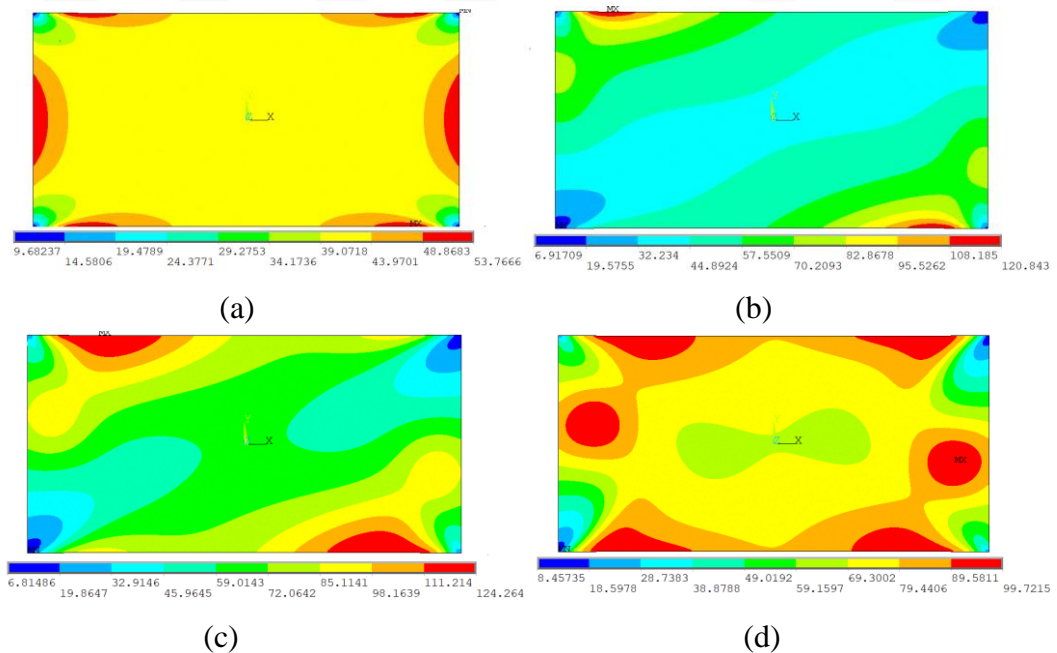 MN
Y
Z X
MX
9.68237 19.4789 29.2753 39.0718 48.8683
14.5806 24.3771 34.1736 43.9701 53.7666
(a)
MX
Y
Z X
6.91709 32.234 57.5509 82.8678 108.185
19.5755 44.8924 70.2093 95.5262 120.843
(b)
MX
Y
X
6.81486 32.9146 59.0143 85.1141 111.214
19.8647 45.9645 72.0642 98.1639 124.264
(c)
Y
Z X
MX
8.45735 28.7383 49.0192 69.3002 89.5811
18.5978 38.8788 59.1597 79.4406 99.7215
(d)